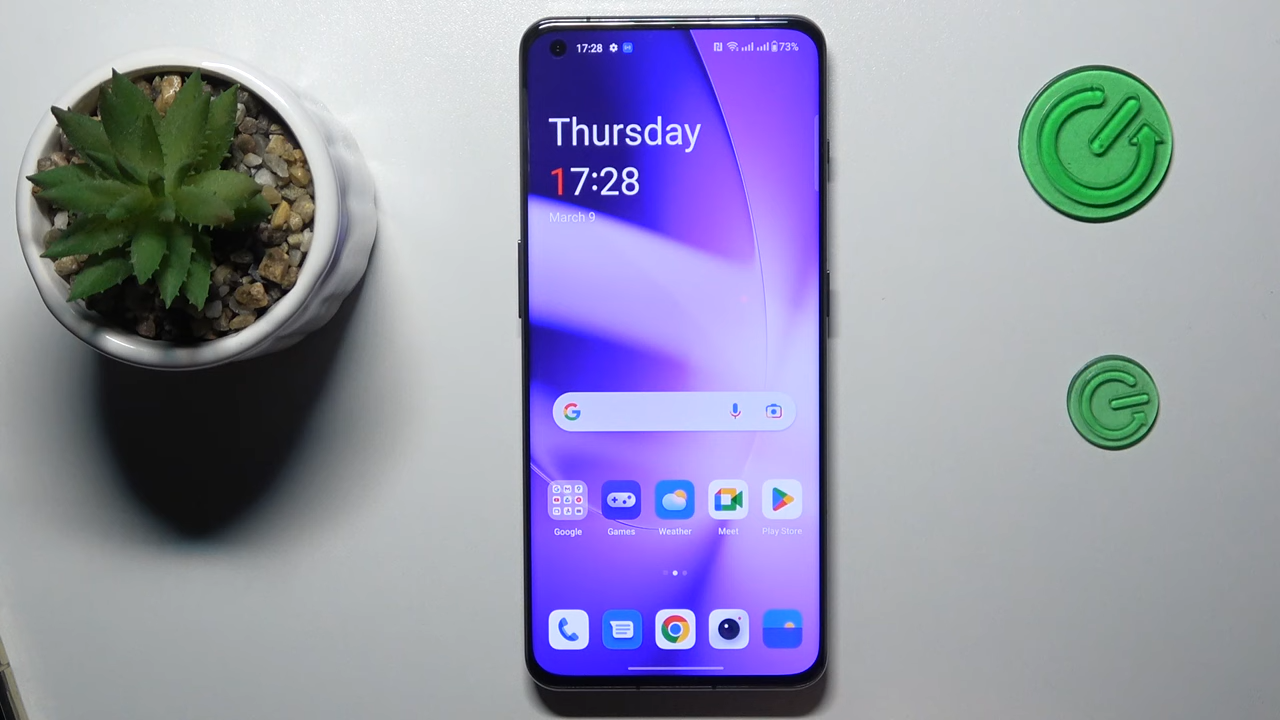 17:28
73%
Thursday
17:28
March 9
Google
Games
Weather
Meet
Play Store